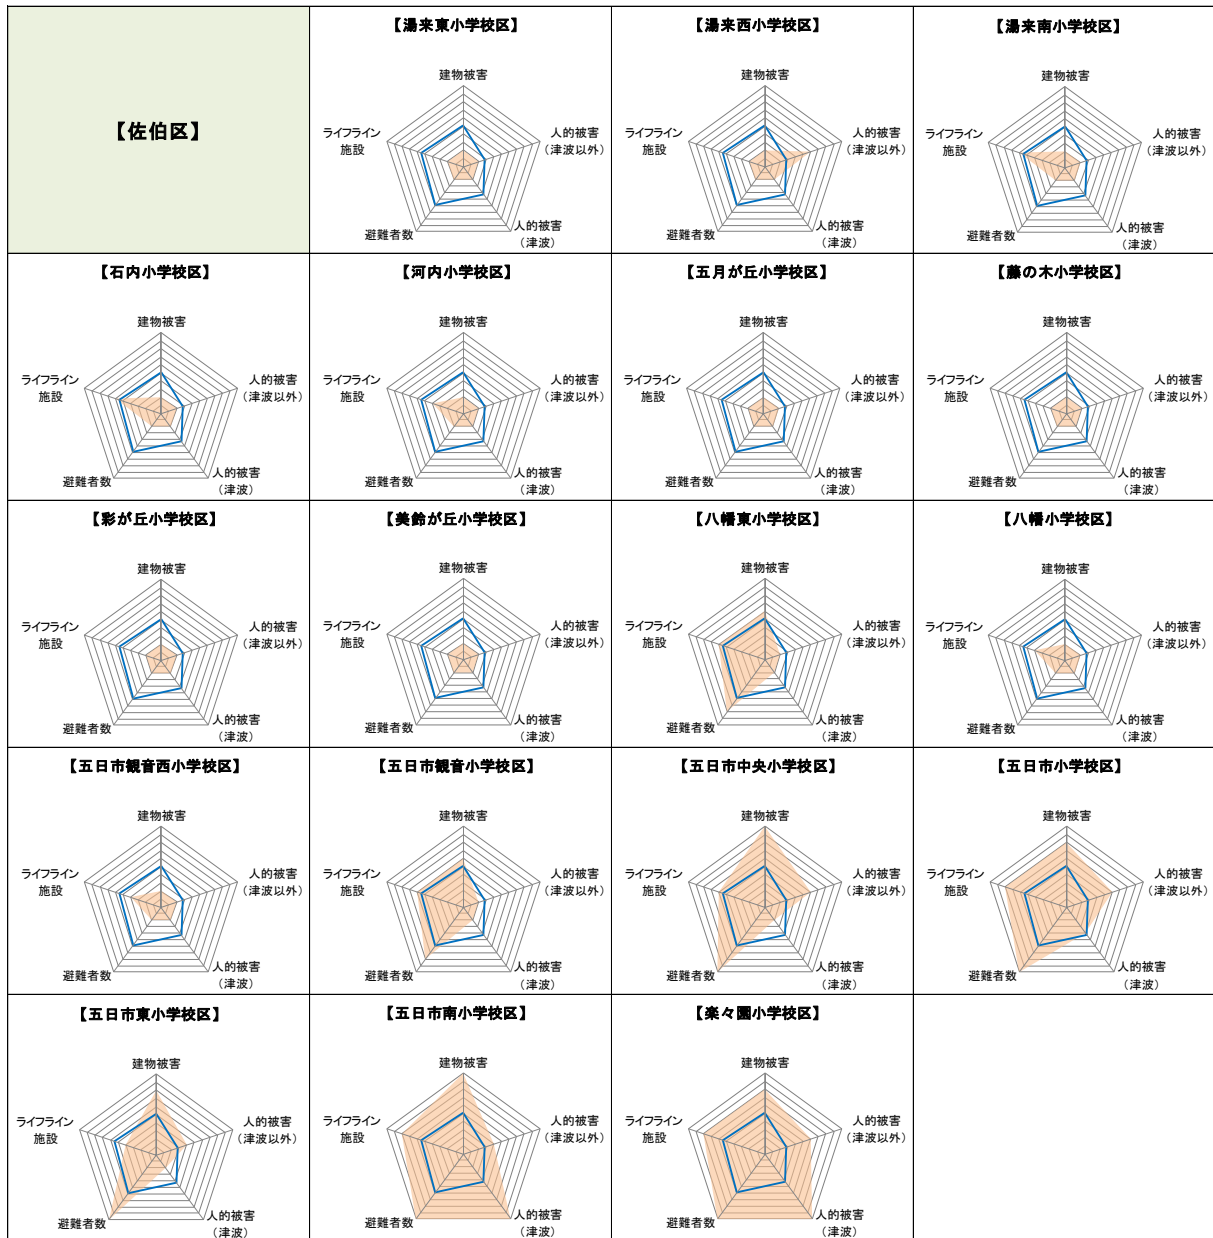 【佐伯区】
【湯来東小学校区】
建物被害
人的被害
（津波以外）
人的被害
（津波）
避難者数
ライフライン
施設
【湯来西小学校区】
建物被害
人的被害
（津波以外）
人的被害
（津波）
避難者数
ライフライン
施設
【湯来南小学校区】
建物被害
人的被害
（津波以外）
人的被害
（津波）
避難者数
ライフライン
施設
【石内小学校区】
建物被害
人的被害
（津波以外）
人的被害
（津波）
避難者数
ライフライン
施設
【河内小学校区】
建物被害
人的被害
（津波以外）
人的被害
（津波）
避難者数
ライフライン
施設
【五月が丘小学校区】
建物被害
人的被害
（津波以外）
人的被害
（津波）
避難者数
ライフライン
施設
【藤の木小学校区】
建物被害
人的被害
（津波以外）
人的被害
（津波）
避難者数
ライフライン
施設
【彩が丘小学校区】
建物被害
人的被害
（津波以外）
人的被害
（津波）
避難者数
ライフライン
施設
【美鈴が丘小学校区】
建物被害
人的被害
（津波以外）
人的被害
（津波）
避難者数
ライフライン
施設
【八幡東小学校区】
建物被害
人的被害
（津波以外）
人的被害
（津波）
避難者数
ライフライン
施設
【八幡小学校区】
建物被害
人的被害
（津波以外）
人的被害
（津波）
避難者数
ライフライン
施設
【五日市観音西小学校区】
建物被害
人的被害
（津波以外）
人的被害
（津波）
避難者数
ライフライン
施設
【五日市観音小学校区】
建物被害
人的被害
（津波以外）
人的被害
（津波）
避難者数
ライフライン
施設
【五日市中央小学校区】
建物被害
人的被害
（津波以外）
人的被害
（津波）
避難者数
ライフライン
施設
【五日市小学校区】
建物被害
人的被害
（津波以外）
人的被害
（津波）
避難者数
ライフライン
施設
【五日市東小学校区】
建物被害
人的被害
（津波以外）
人的被害
（津波）
避難者数
ライフライン
施設
【五日市南小学校区】
建物被害
人的被害
（津波以外）
人的被害
（津波）
避難者数
ライフライン
施設
【楽々園小学校区】
建物被害
人的被害
（津波以外）
人的被害
（津波）
避難者数
ライフライン
施設